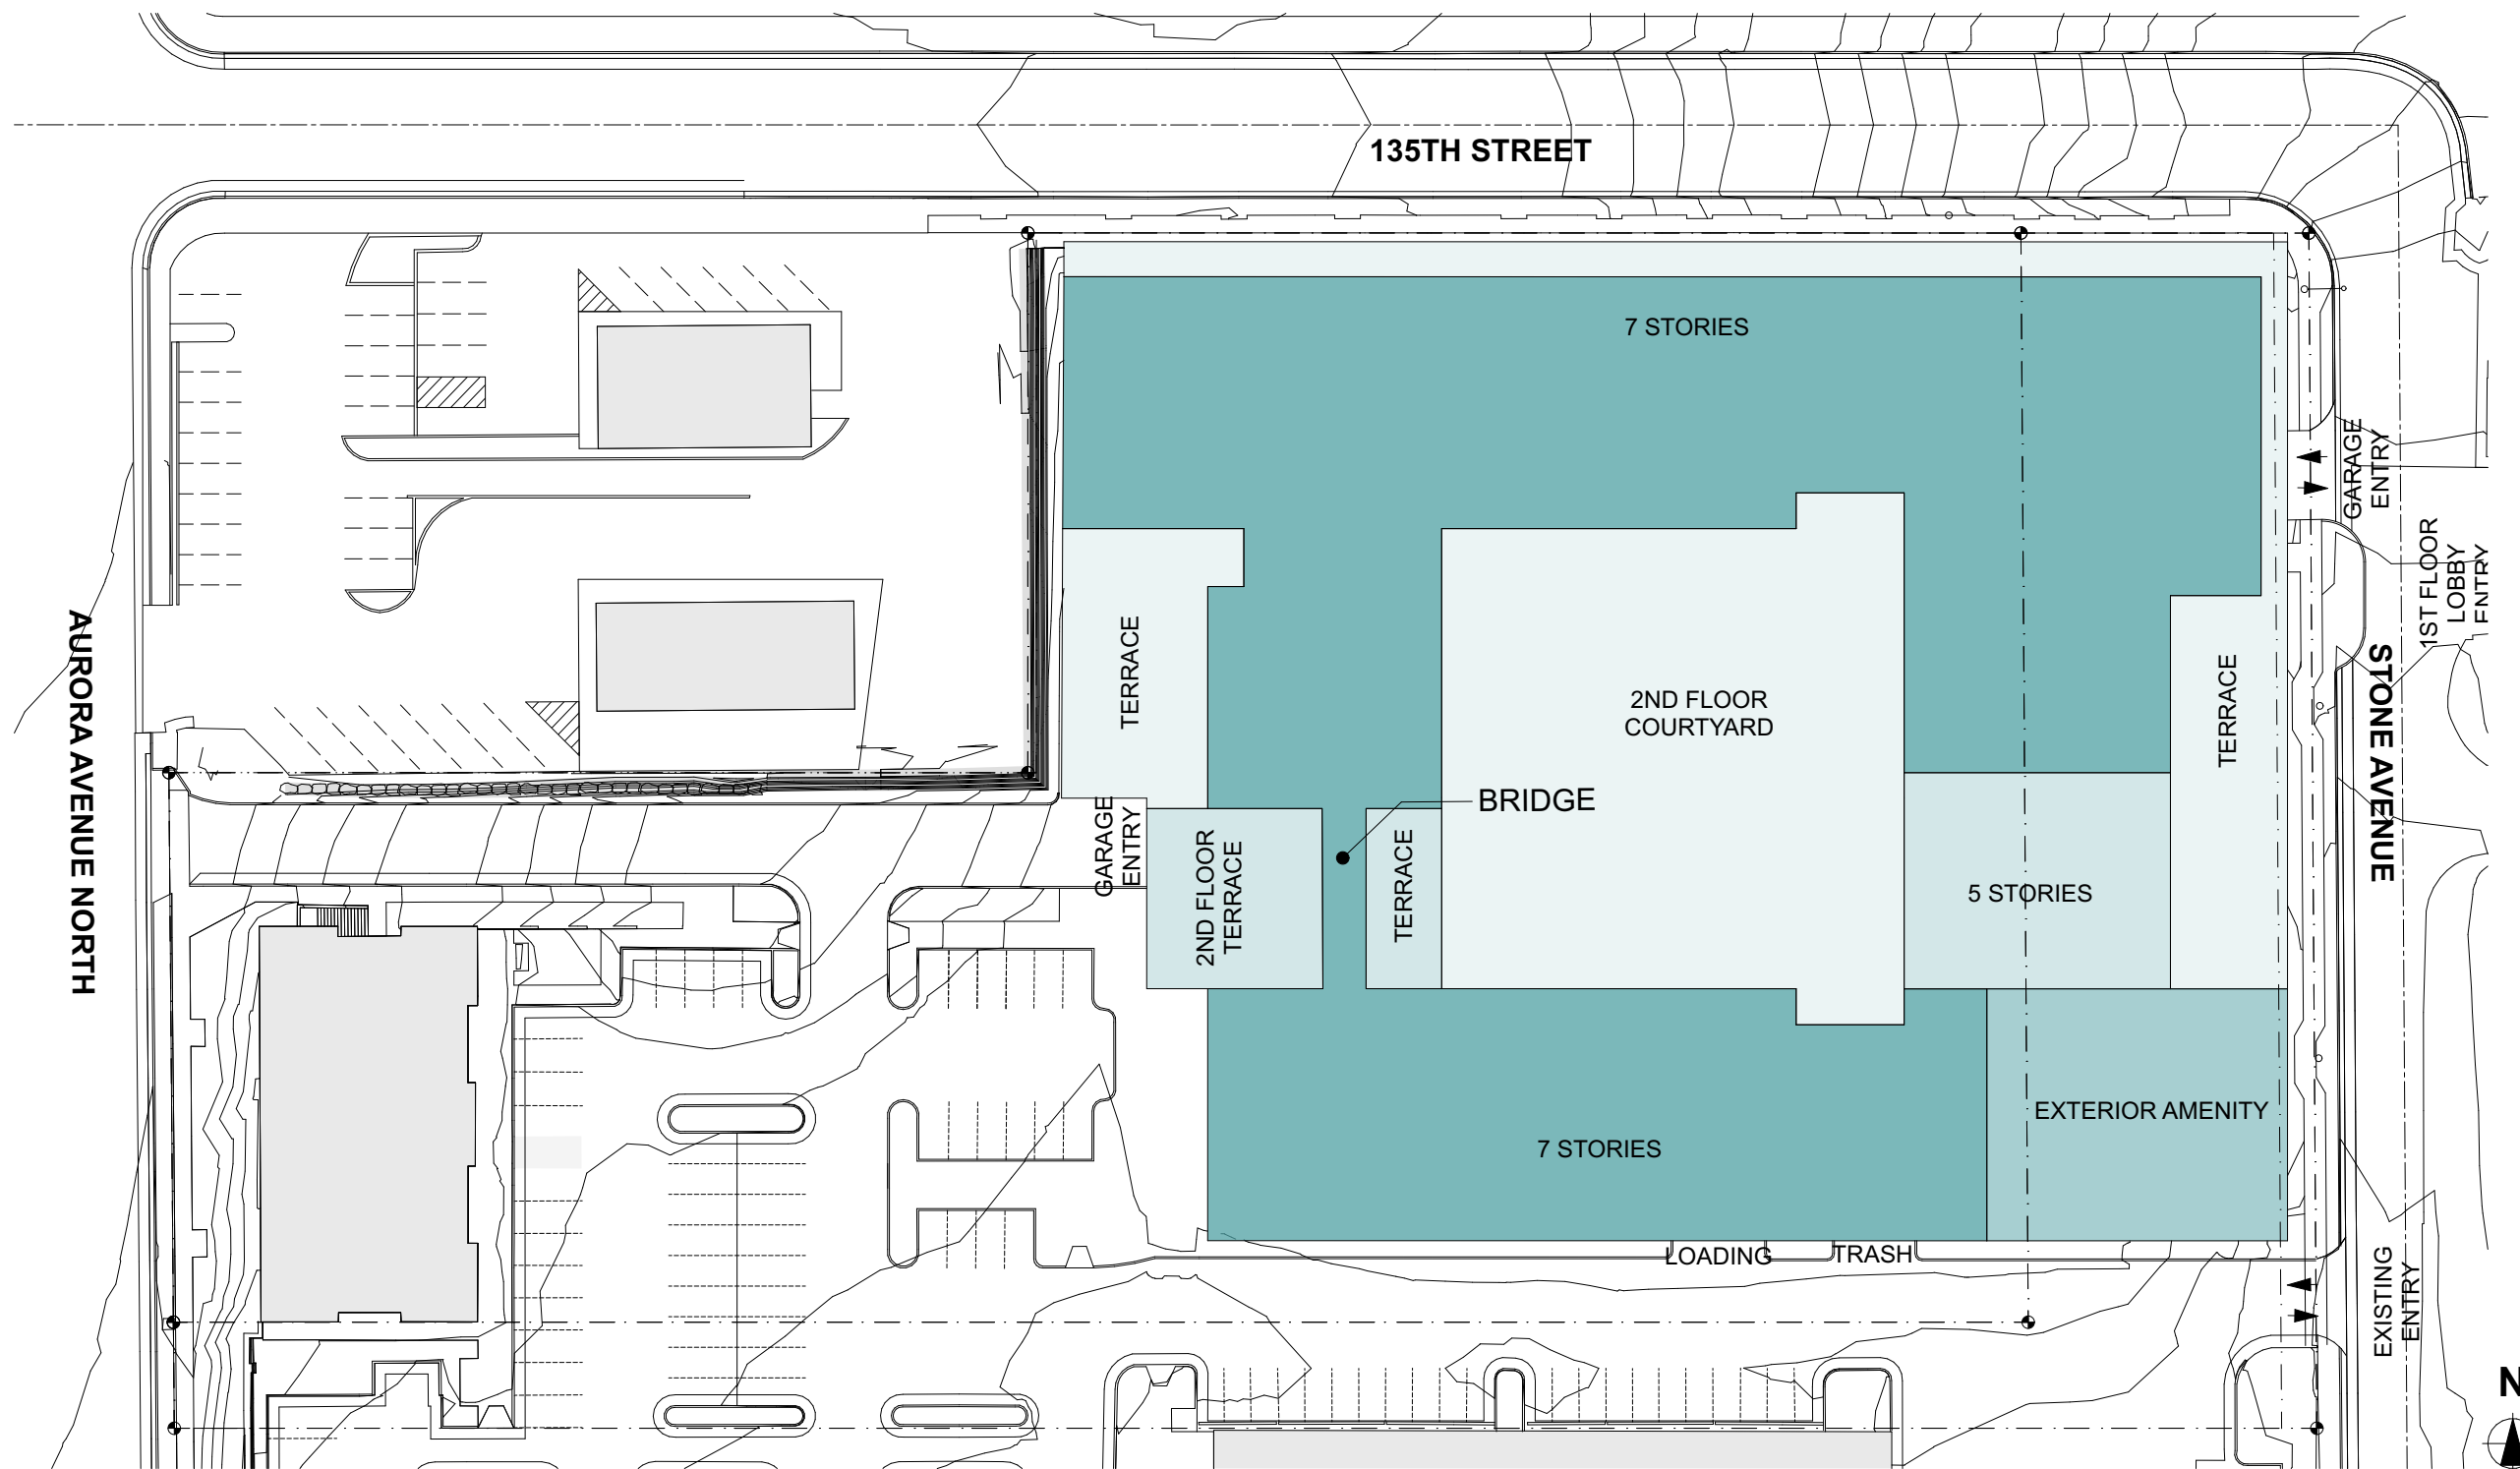 135TH STREET
7 STORIES
GARAGE
ENTRY
1ST FLOOR
LOBBY
ENTRY
AURORA AVENUE NORTH
TERRACE
2ND FLOOR
COURTYARD
TERRACE
STONE AVENUE
BRIDGE
GARAGE
ENTRY
2ND FLOOR
TERRACE
TERRACE
5 STORIES
EXTERIOR AMENITY
7 STORIES
LOADING
TRASH
EXISTING
ENTRY
N